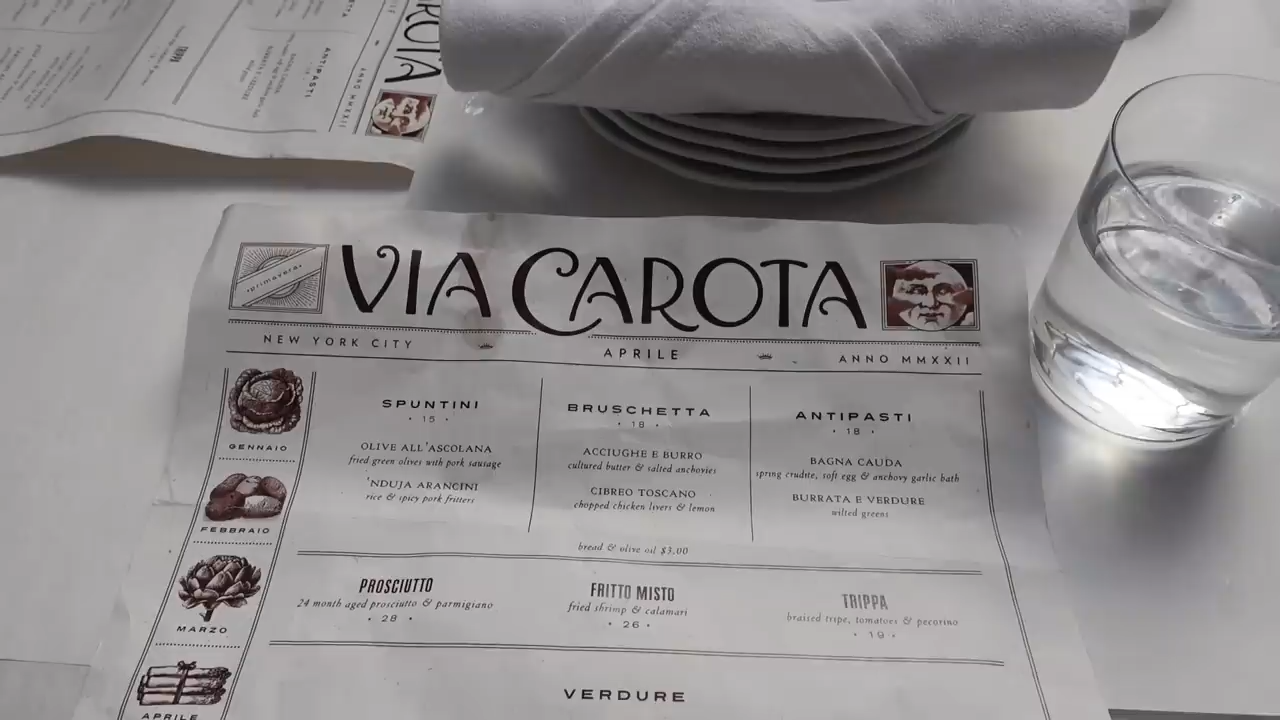 primavera
VIA CAROTA
NEW YORK CITY
APRILE
ANNO MMXXII
GENNAIO
FEBBRAIO
MARZO
APRILE
SPUNTINI
· 15 ·
OLIVE ALL'ASCOLANA
fried green olives with pork sausage
'NDUJA ARANCINI
rice & spicy pork fritters
BRUSCHETTA
· 18 ·
ACCIUGHE E BURRO
cultured butter & salted anchovies
CIBREO TOSCANO
chopped chicken livers & lemon
ANTIPASTI
· 18 ·
BAGNA CAUDA
spring crudite, soft egg & anchovy garlic bath
BURRATA E VERDURE
wilted greens
bread & olive oil $3.00
PROSCIUTTO
24 month aged prosciutto & parmigiano
· 28 ·
FRITTO MISTO
fried shrimp & calamari
· 26 ·
TRIPPA
braised tripe, tomatoes & pecorino
· 19 ·
VERDURE
ANNO MMXXII
ANTIPASTI
TRIPPA